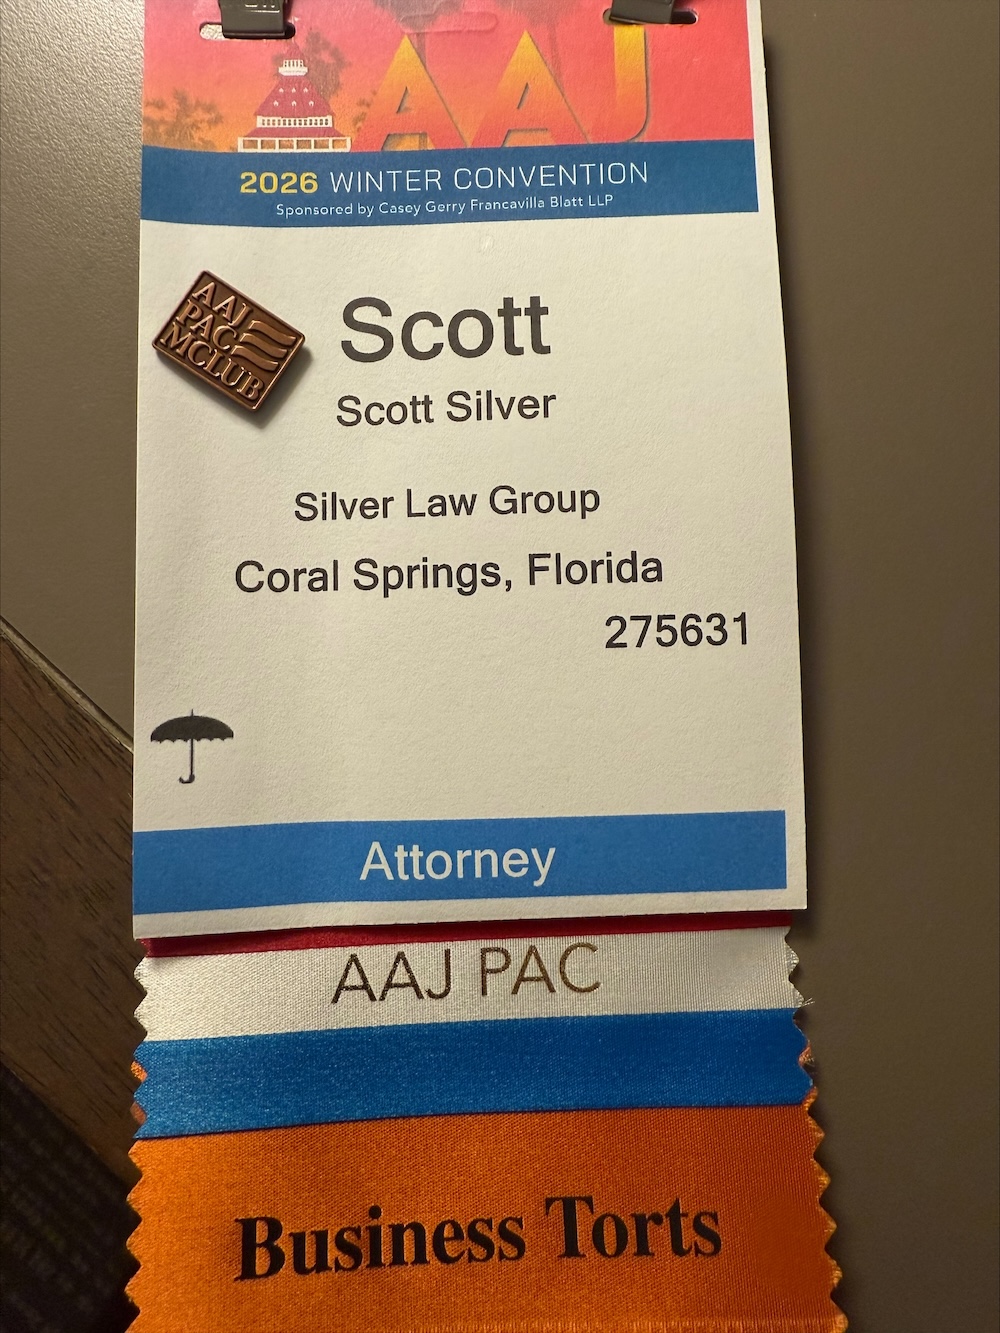 AAJ
2026 WINTER CONVENTION
Sponsored by Casey Gerry Francavilla Blatt LLP
AAJ
PAC
MCLUB
Scott
Scott Silver
Silver Law Group
Coral Springs, Florida
275631
Attorney
AAJ PAC
Business Torts